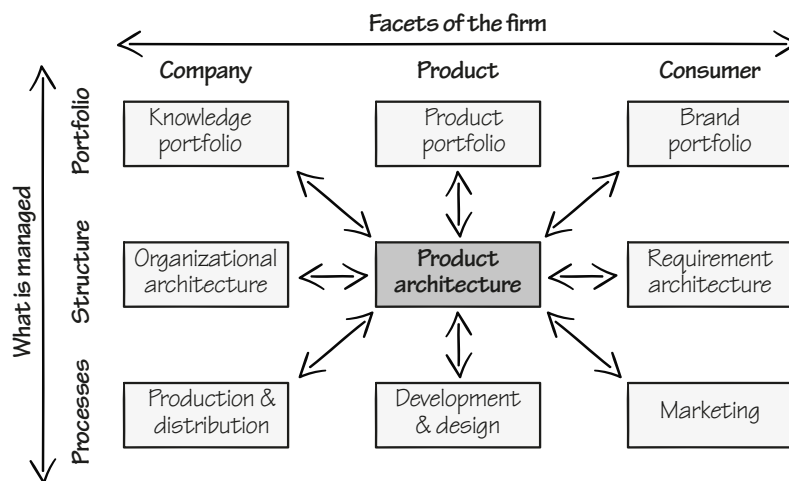 Facets of the firm
Company
Product
Consumer
What is managed
Portfolio
Knowledge
portfolio
Product
portfolio
Brand
portfolio
Structure
Organizational
architecture
Product
architecture
Requirement
architecture
Processes
Production &
distribution
Development
& design
Marketing